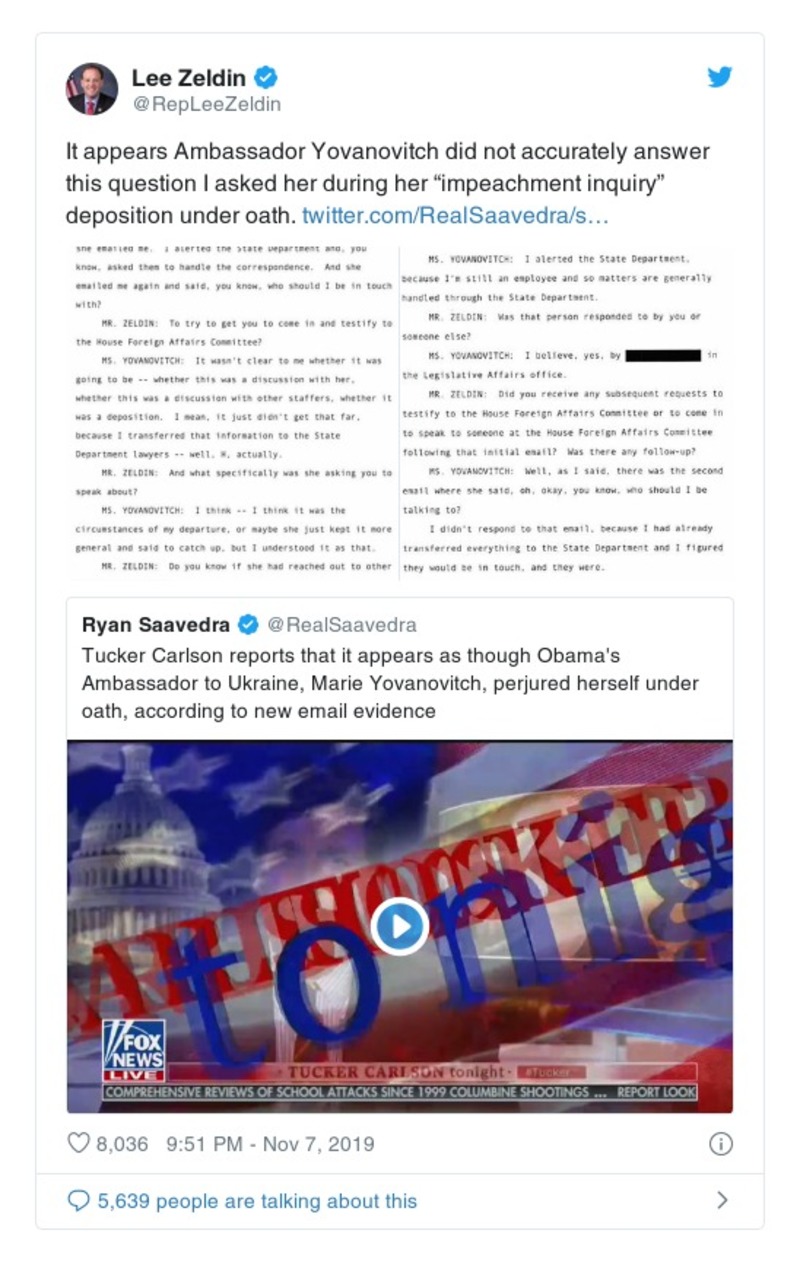 Lee Zeldin
@RepLeeZeldin
It appears Ambassador Yovanovitch did not accurately answer
this question I asked her during her “impeachment inquiry”
deposition under oath. twitter.com/RealSaavedra/s…
she emailed me. I alerted the State Department and, you
know, asked them to handle the correspondence. And she
emailed me again and said, you know, who should I be in touch
with?
MR. ZELDIN: To try to get you to come in and testify to
the House Foreign Affairs Committee?
MS. YOVANOVITCH: It wasn't clear to me whether it was
going to be -- whether this was a discussion with her,
whether this was a discussion with other staffers, whether it
was a deposition. I mean, it just didn't get that far,
because I transferred that information to the State
Department lawyers -- well, H, actually.
MR. ZELDIN: And what specifically was she asking you to
speak about?
MS. YOVANOVITCH: I think -- I think it was the
circumstances of my departure, or maybe she just kept it more
general and said to catch up, but I understood it as that.
MR. ZELDIN: Do you know if she had reached out to other
MS. YOVANOVITCH: I alerted the State Department,
because I'm still an employee and so matters are generally
handled through the State Department.
MR. ZELDIN: Was that person responded to by you or
someone else?
MS. YOVANOVITCH: I believe, yes, by in
the Legislative Affairs office.
MR. ZELDIN: Did you receive any subsequent requests to
testify to the House Foreign Affairs Committee or to come in
to speak to someone at the House Foreign Affairs Committee
following that initial email? Was there any follow-up?
MS. YOVANOVITCH: Well, as I said, there was the second
email where she said, oh, okay, you know, who should I be
talking to?
I didn't respond to that email, because I had already
transferred everything to the State Department and I figured
they would be in touch, and they were.
Ryan Saavedra @RealSaavedra
Tucker Carlson reports that it appears as though Obama's
Ambassador to Ukraine, Marie Yovanovitch, perjured herself under
oath, according to new email evidence
FOX
NEWS
LIVE
TUCKER CARLSON tonight #Tucker
COMPREHENSIVE REVIEWS OF SCHOOL ATTACKS SINCE 1999 COLUMBINE SHOOTINGS ... REPORT LOOK
8,036 9:51 PM - Nov 7, 2019
5,639 people are talking about this